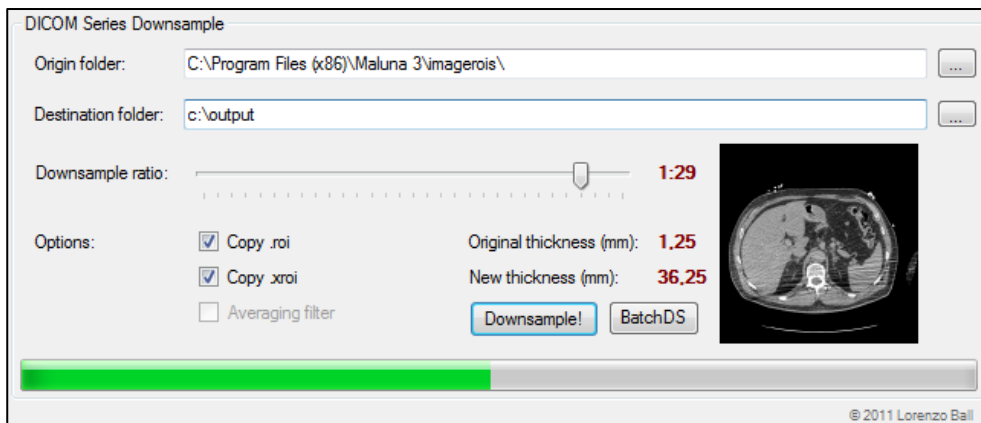 DICOM Series Downsample
Origin folder: C:\Program Files (x86)\Maluna 3\imagerois\ ...
Destination folder: c:\output ...
Downsample ratio: 1:29
Options: Copy .roi Original thickness (mm): 1,25
Copy .xroi New thickness (mm): 36,25
Averaging filter Downsample! BatchDS
© 2011 Lorenzo Ball